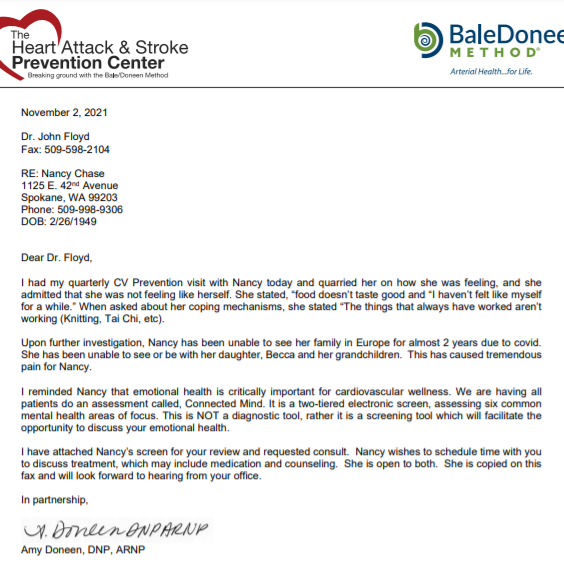 The
Heart Attack & Stroke
Prevention Center
Breaking ground with the Bale/Doneen Method
BaleDonee
METHOD®
Arterial Health...for Life.
November 2, 2021
Dr. John Floyd
Fax: 509-598-2104
RE: Nancy Chase
1125 E. 42nd Avenue
Spokane, WA 99203
Phone: 509-998-9306
DOB: 2/26/1949
Dear Dr. Floyd,
I had my quarterly CV Prevention visit with Nancy today and quarried her on how she was feeling, and she
admitted that she was not feeling like herself. She stated, “food doesn’t taste good and “I haven’t felt like myself
for a while.” When asked about her coping mechanisms, she stated “The things that always have worked aren’t
working (Knitting, Tai Chi, etc).
Upon further investigation, Nancy has been unable to see her family in Europe for almost 2 years due to covid.
She has been unable to see or be with her daughter, Becca and her grandchildren. This has caused tremendous
pain for Nancy.
I reminded Nancy that emotional health is critically important for cardiovascular wellness. We are having all
patients do an assessment called, Connected Mind. It is a two-tiered electronic screen, assessing six common
mental health areas of focus. This is NOT a diagnostic tool, rather it is a screening tool which will facilitate the
opportunity to discuss your emotional health.
I have attached Nancy’s screen for your review and requested consult. Nancy wishes to schedule time with you
to discuss treatment, which may include medication and counseling. She is open to both. She is copied on this
fax and will look forward to hearing from your office.
In partnership,
A. Doneen DNP ARNP
Amy Doneen, DNP, ARNP